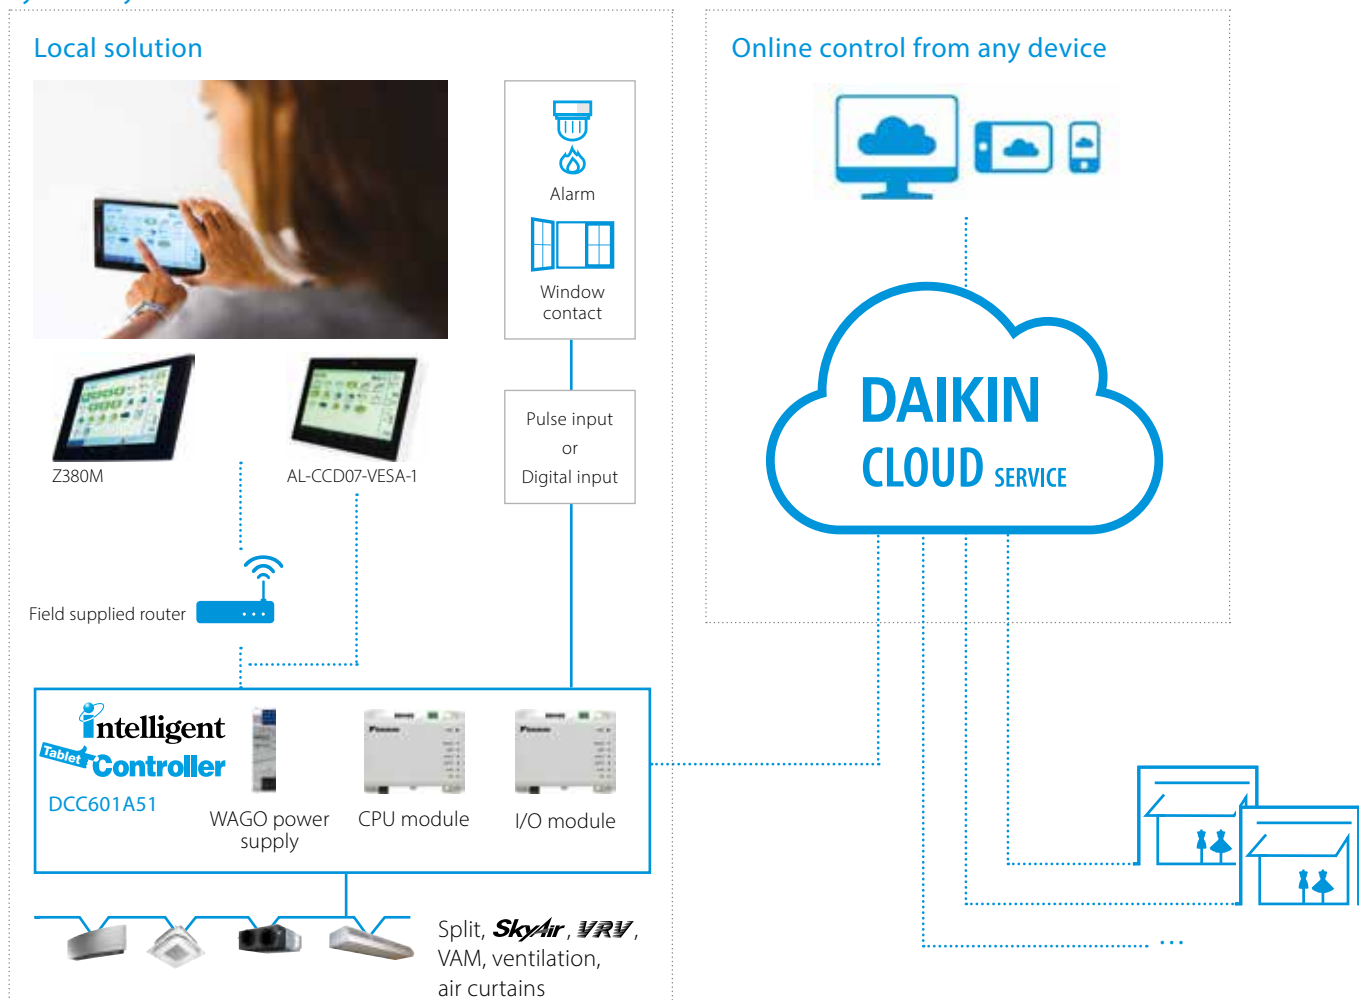 Local solution
Alarm
Window
contact
Z380M
AL-CCD07-VESA-1
Pulse input
or
Digital input
Field supplied router
intelligent
Tablet Controller
DCC601A51
WAGO power
supply
CPU module
I/O module
Split, SkyAir, VRV,
VAM, ventilation,
air curtains
Online control from any device
DAIKIN
CLOUD SERVICE
...